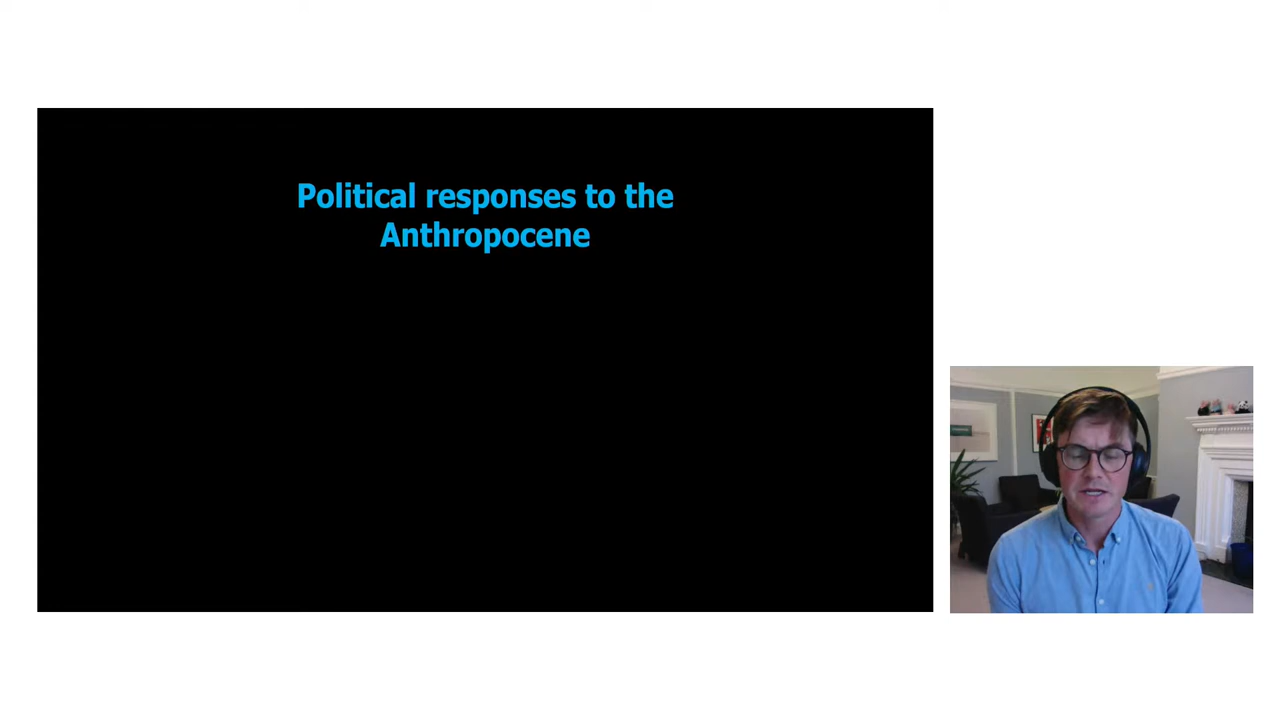 Political responses to the
Anthropocene